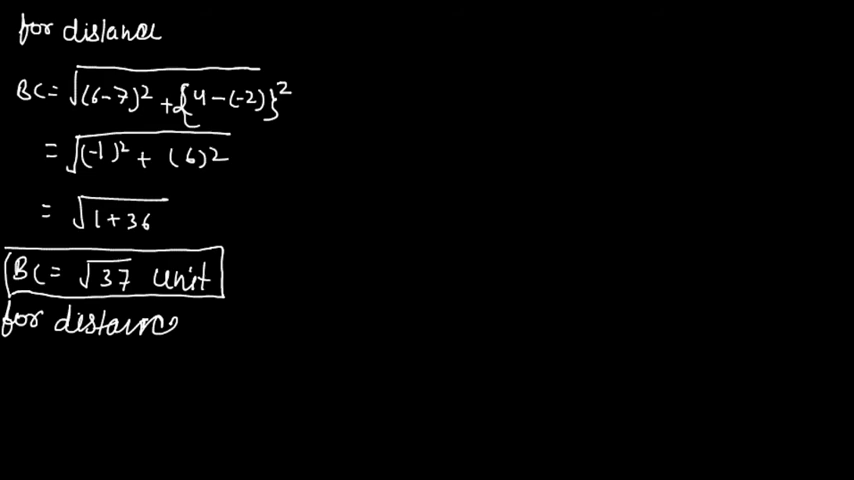 for distance
BC = √(6-7)² + {4-(-2)}²
= √(-1)² + (6)²
= √1+36
BC = √37 unit
for distance